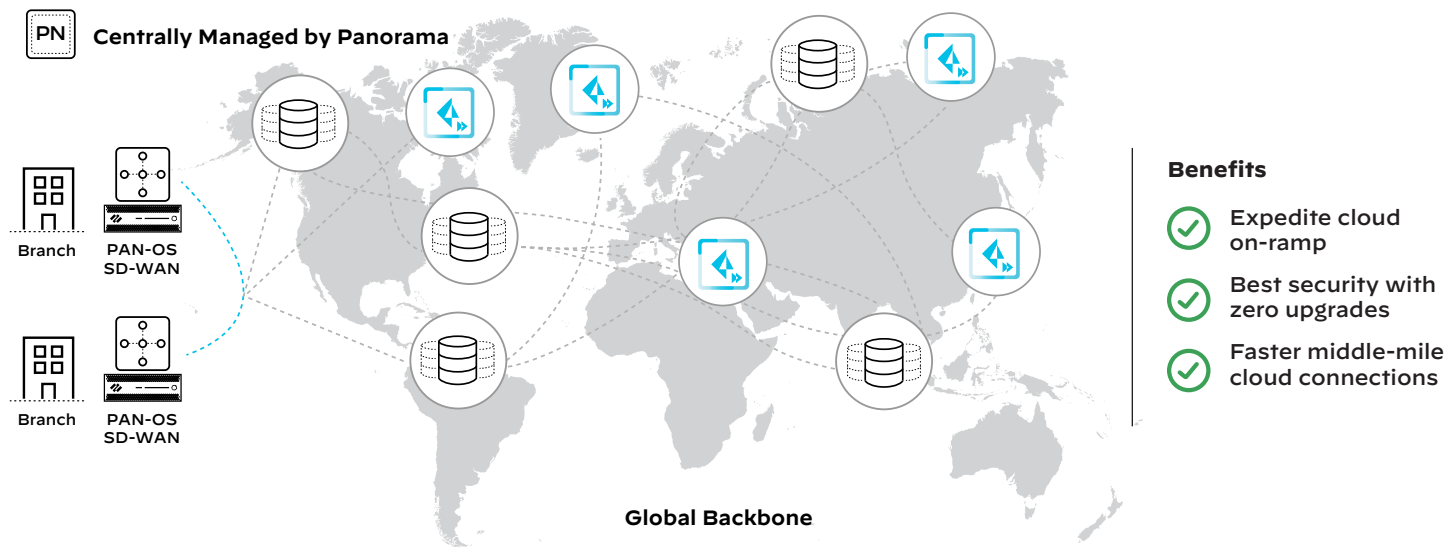 PN
Centrally Managed by Panorama
Branch
PAN-OS
SD-WAN
Branch
PAN-OS
SD-WAN
Global Backbone
Benefits
Expedite cloud
on-ramp
Best security with
zero upgrades
Faster middle-mile
cloud connections